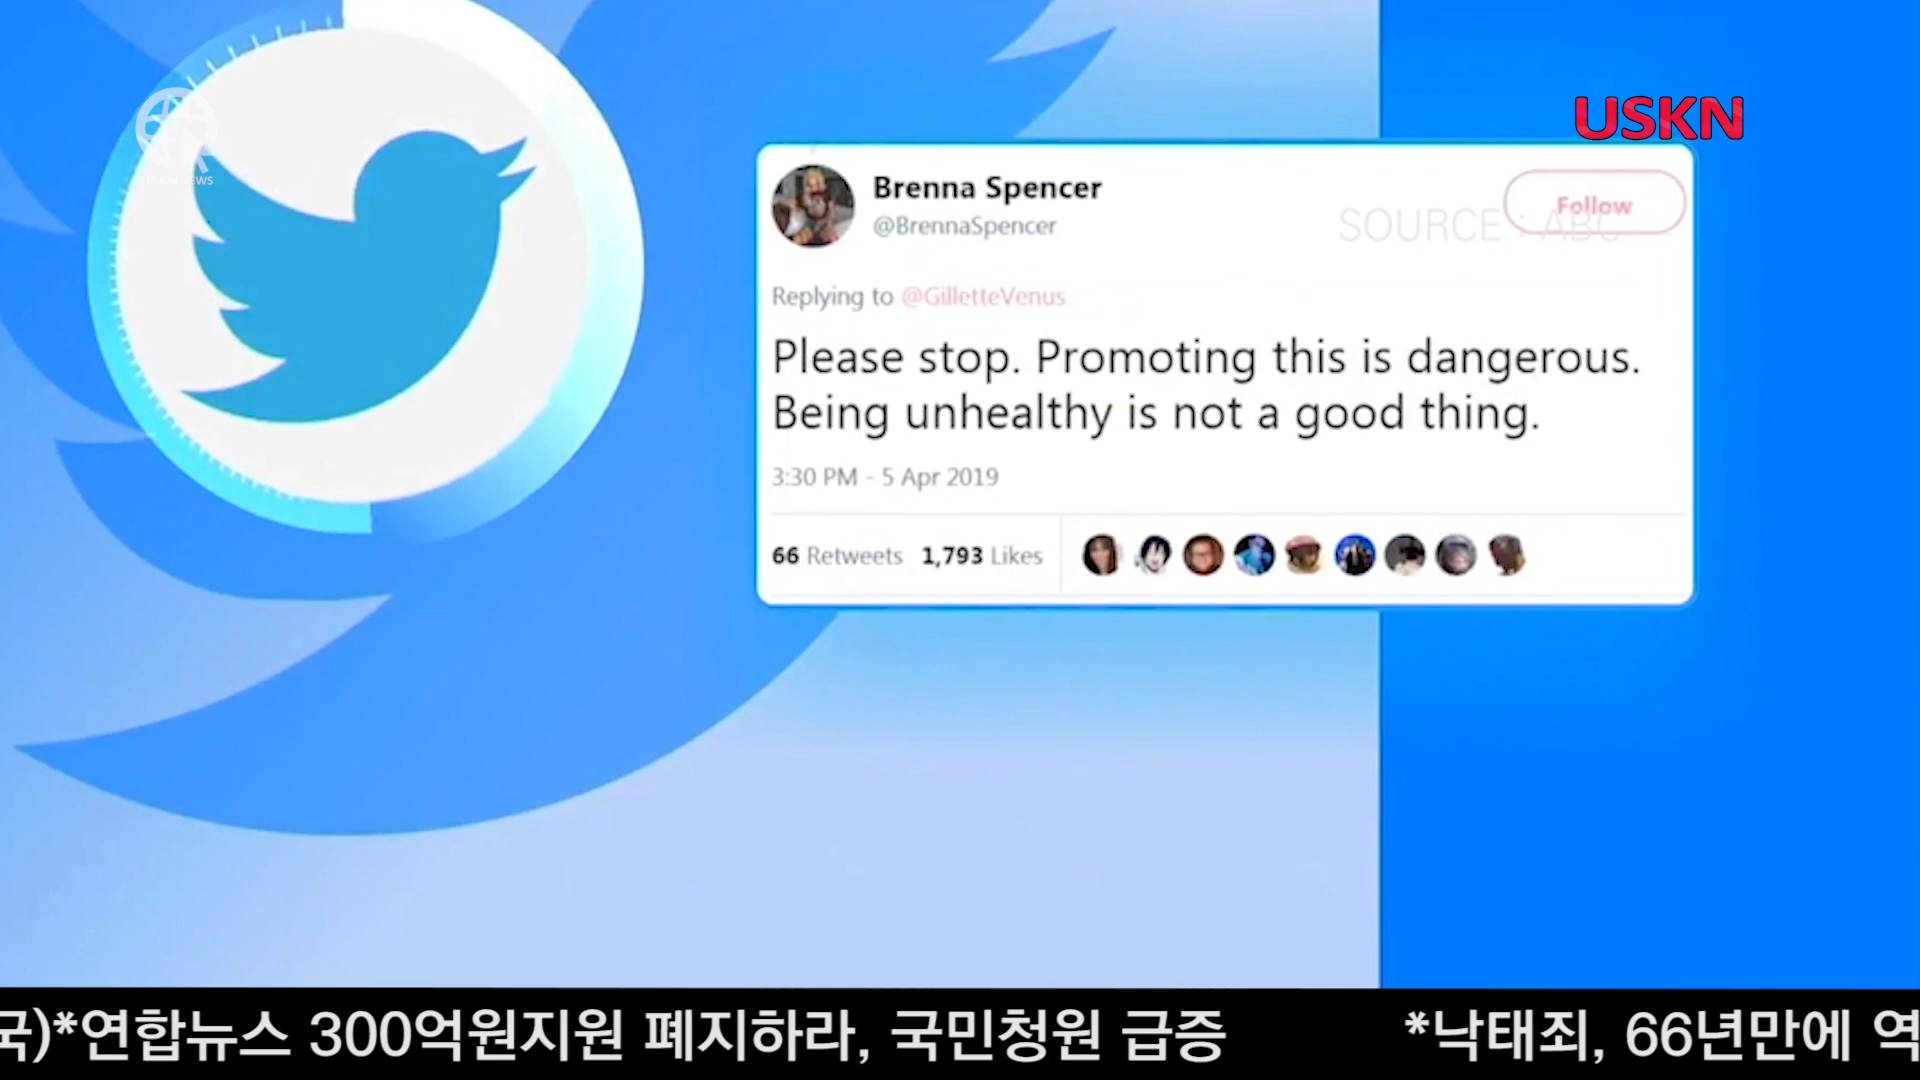 USKN
Brenna Spencer
Follow
@BrennaSpencer
SOURCE : ABC
Replying to @GilletteVenus
Please stop. Promoting this is dangerous.
Being unhealthy is not a good thing.
3:30 PM - 5 Apr 2019
66 Retweets 1,793 Likes
국)*연합뉴스 300억원지원 폐지하라, 국민청원 급증 *낙태죄, 66년만에 역